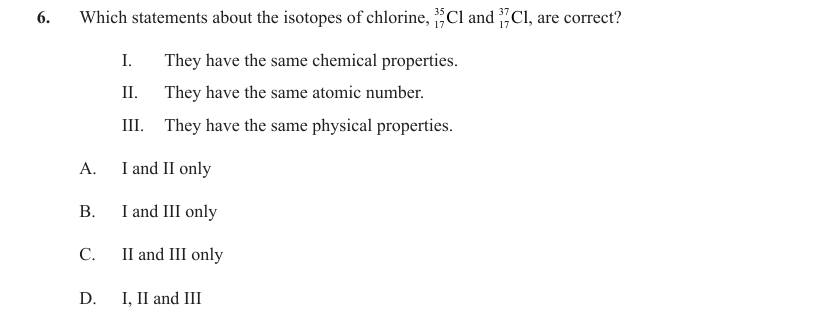 6. Which statements about the isotopes of chlorine, ³⁵₁₇Cl and ³⁷₁₇Cl, are correct?
I. They have the same chemical properties.
II. They have the same atomic number.
III. They have the same physical properties.
A. I and II only
B. I and III only
C. II and III only
D. I, II and III